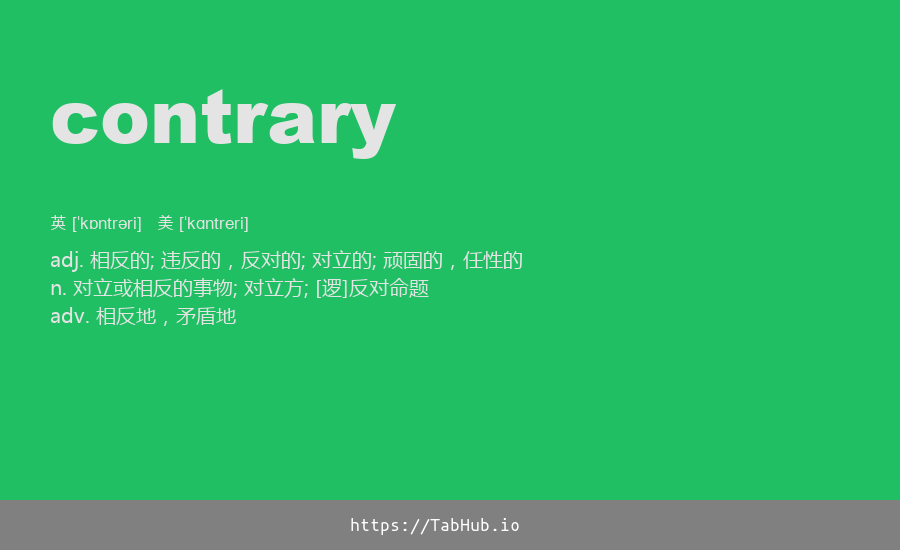 contrary
英 [ˈkɒntrəri]   美 [ˈkɑntreri]
adj. 相反的; 违反的，反对的; 对立的; 顽固的，任性的
n. 对立或相反的事物; 对立方; [逻]反对命题
adv. 相反地，矛盾地
https://TabHub.io